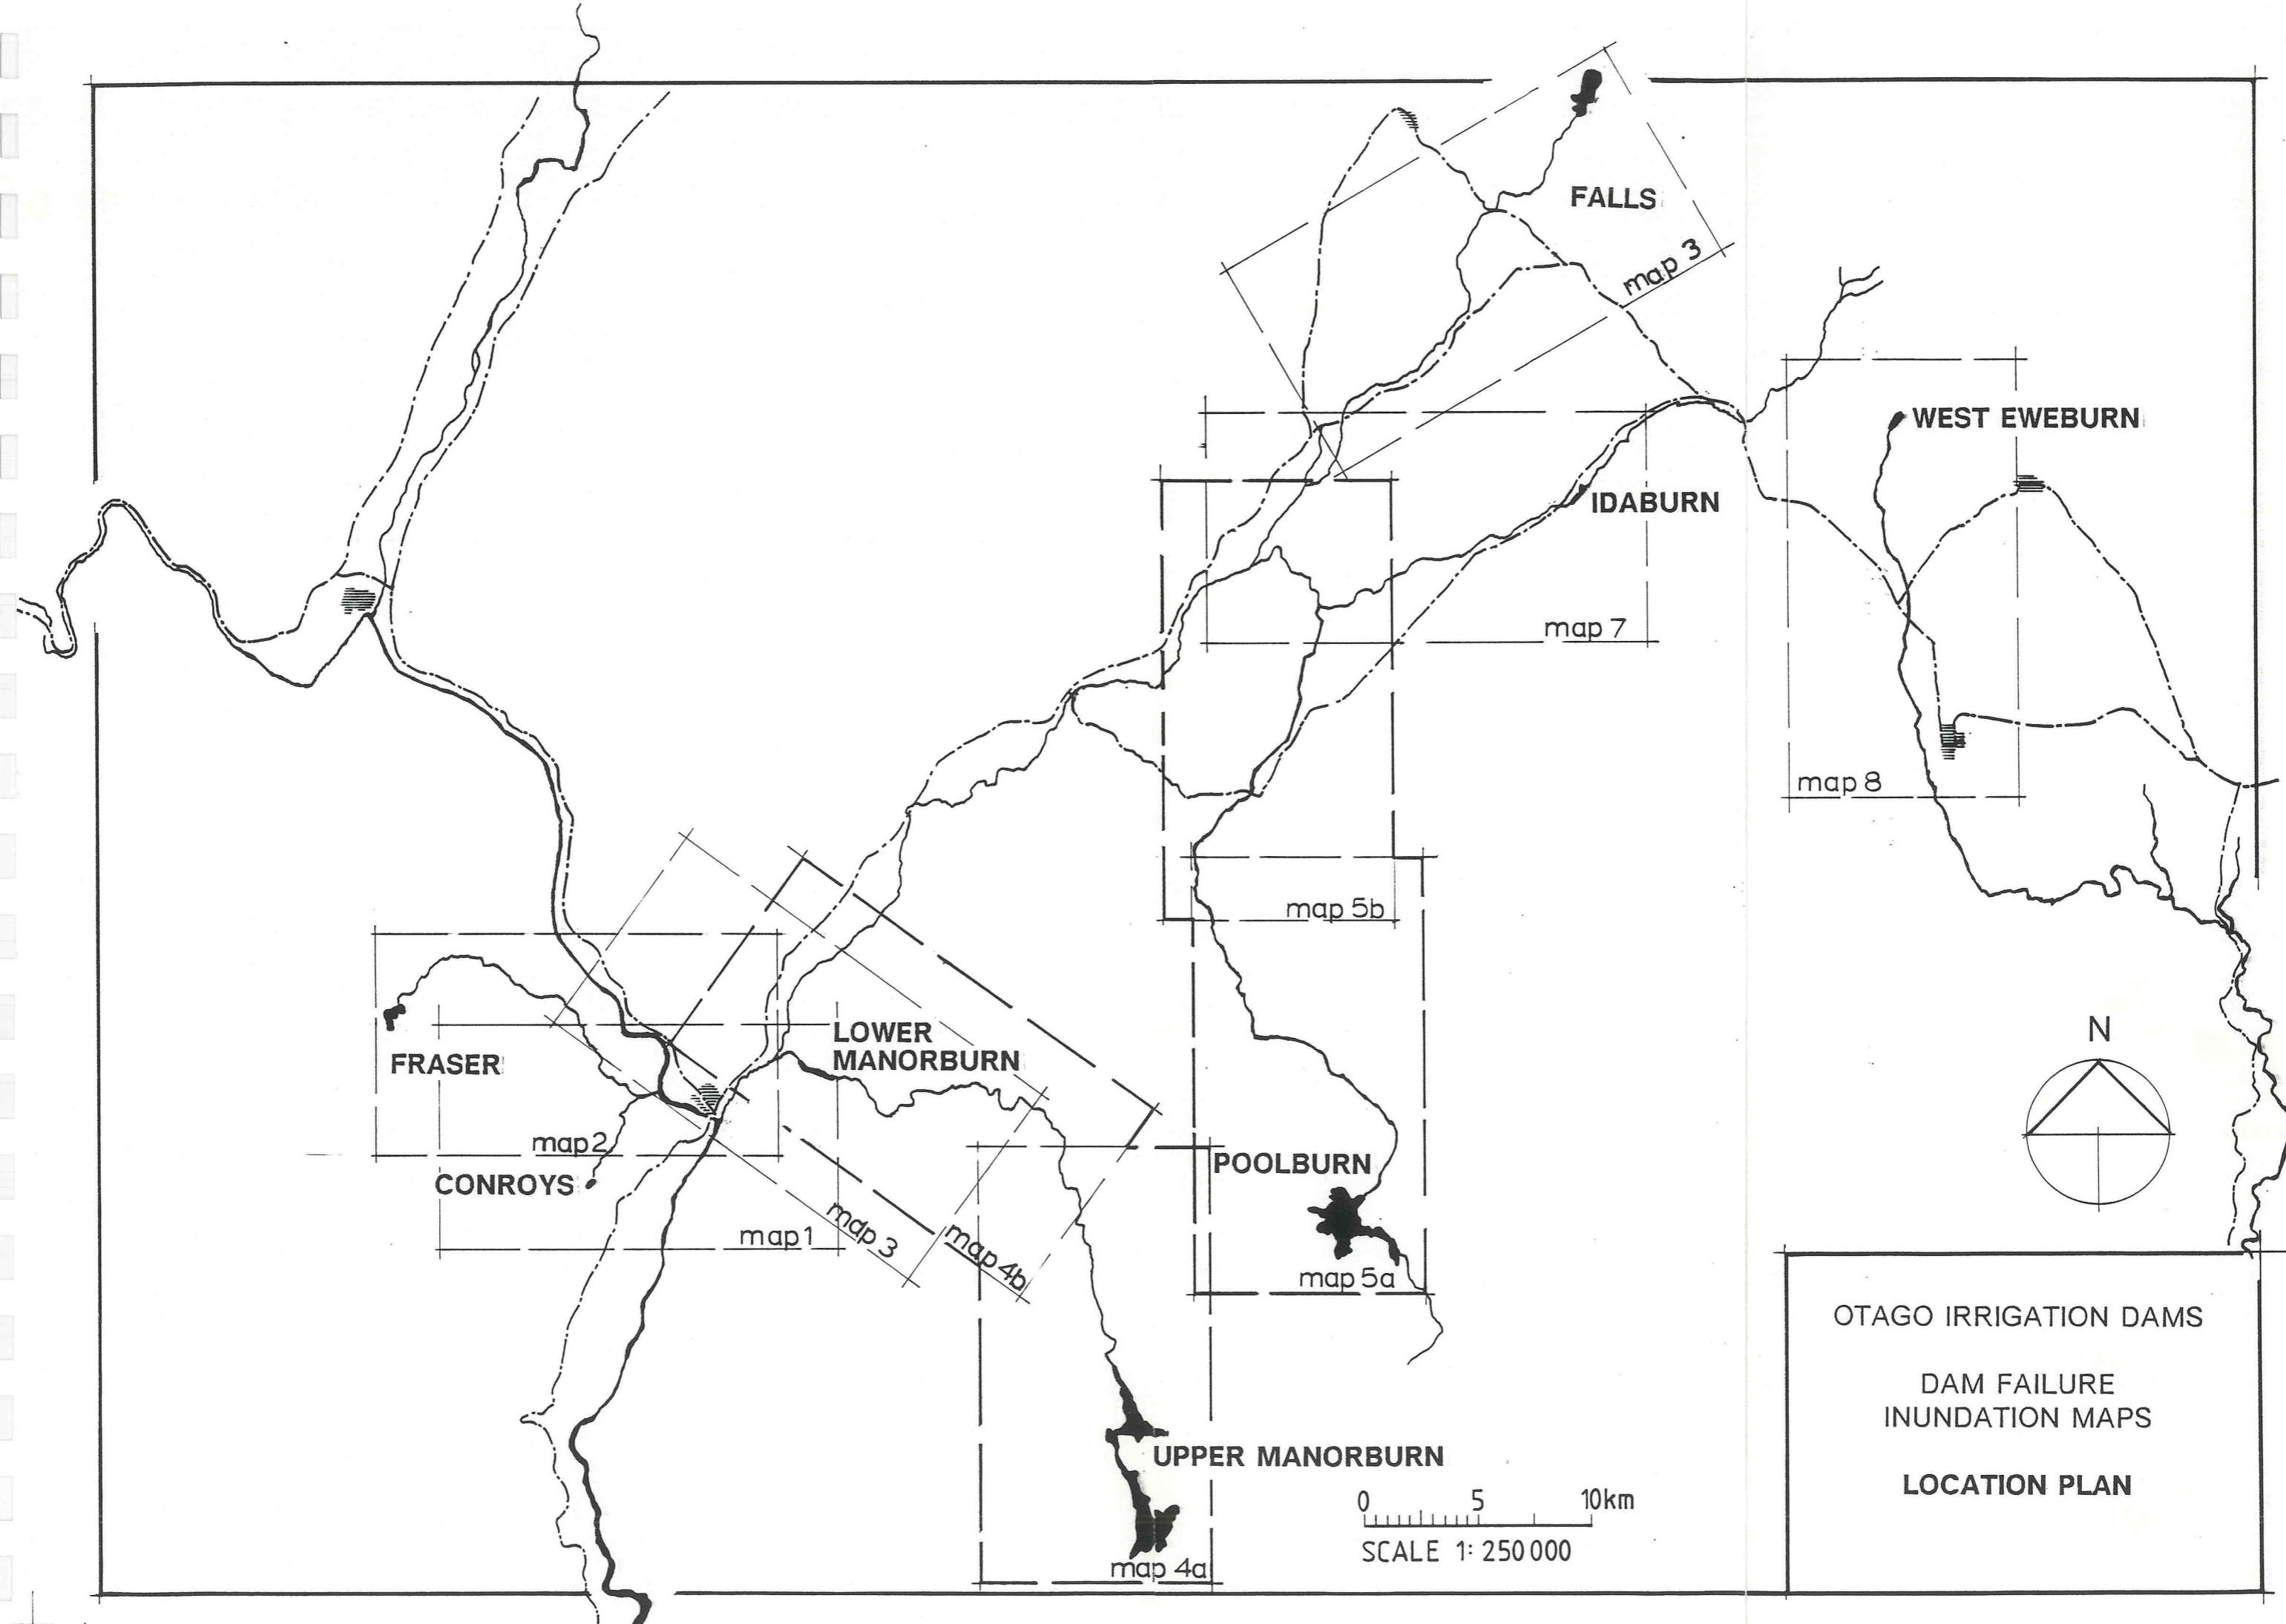 FALLS
map 3
WEST EWEBURN
IDABURN
map 7
map 8
map 5b
N
LOWER
MANORBURN
FRASER
map2
CONROYS
map1
map 3
map 4b
POOLBURN
map 5a
UPPER MANORBURN
0 5 10km
SCALE 1: 250000
map 4a
OTAGO IRRIGATION DAMS
DAM FAILURE
INUNDATION MAPS
LOCATION PLAN